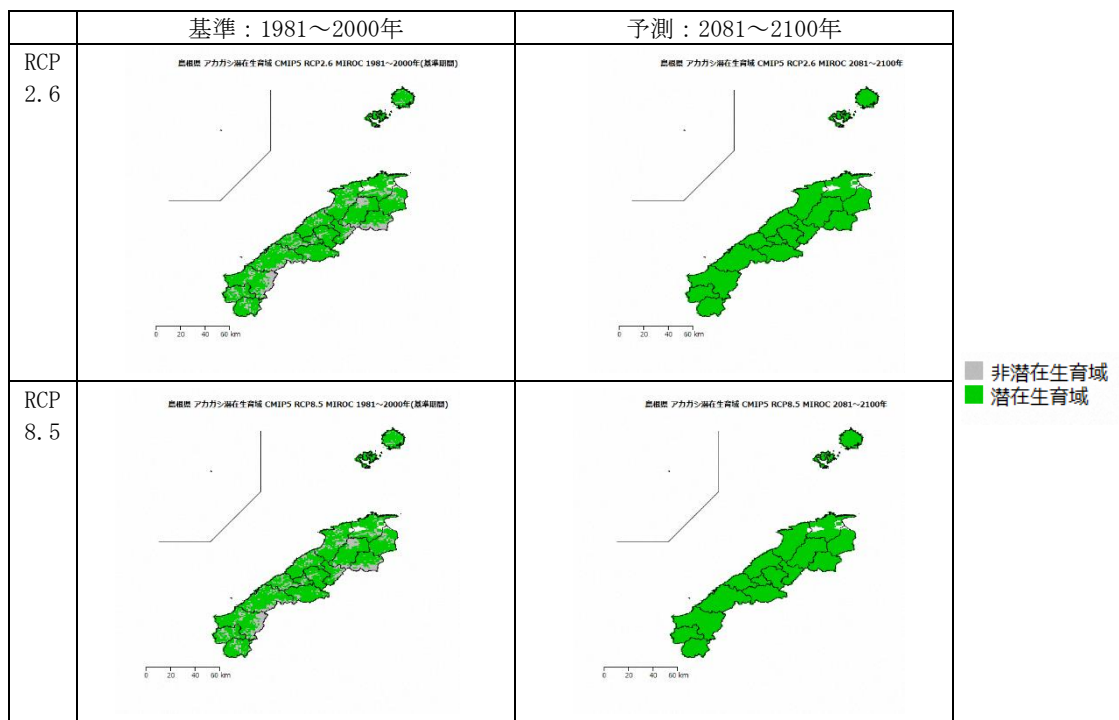 基準：1981～2000年
予測：2081～2100年
RCP
2.6
島根県 アカガシ潜在生育域 CMIP5 RCP2.6 MIROC 1981～2000年(基準期間)
0 20 40 60 km
島根県 アカガシ潜在生育域 CMIP5 RCP2.6 MIROC 2081～2100年
0 20 40 60 km
RCP
8.5
島根県 アカガシ潜在生育域 CMIP5 RCP8.5 MIROC 1981～2000年(基準期間)
0 20 40 60 km
島根県 アカガシ潜在生育域 CMIP5 RCP8.5 MIROC 2081～2100年
0 20 40 60 km
非潜在生育域
潜在生育域